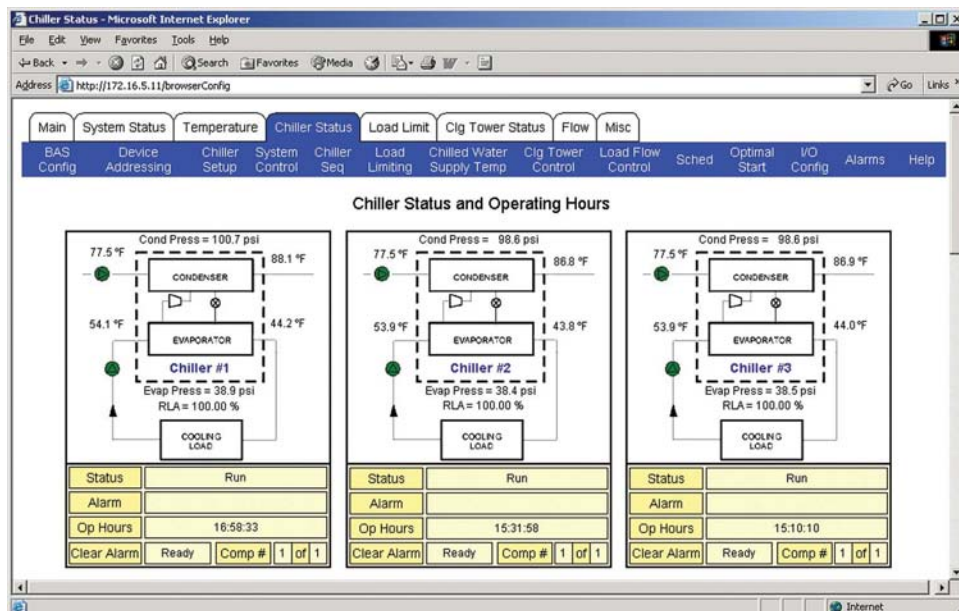 Chiller Status - Microsoft Internet Explorer
File Edit View Favorites Tools Help
Back Search Favorites Media
Address http://172.16.5.11/browserConfig Go Links »
Main System Status Temperature Chiller Status Load Limit Clg Tower Status Flow Misc
BAS Config Device Addressing Chiller Setup System Control Chiller Seq Load Limiting Chilled Water Supply Temp Clg Tower Control Load Flow Control Sched Optimal Start I/O Config Alarms Help
Chiller Status and Operating Hours
Cond Press = 100.7 psi
77.5 °F
88.1 °F
CONDENSER
54.1 °F
44.2 °F
EVAPORATOR
Chiller #1
Evap Press = 38.9 psi
RLA = 100.00 %
COOLING LOAD
Status Run
Alarm
Op Hours 16:58:33
Clear Alarm Ready Comp # 1 of 1
Cond Press = 98.6 psi
77.5 °F
86.8 °F
CONDENSER
53.9 °F
43.8 °F
EVAPORATOR
Chiller #2
Evap Press = 38.4 psi
RLA = 100.00 %
COOLING LOAD
Status Run
Alarm
Op Hours 15:31:58
Clear Alarm Ready Comp # 1 of 1
Cond Press = 98.6 psi
77.5 °F
86.9 °F
CONDENSER
53.9 °F
44.0 °F
EVAPORATOR
Chiller #3
Evap Press = 38.5 psi
RLA = 100.00 %
COOLING LOAD
Status Run
Alarm
Op Hours 15:10:10
Clear Alarm Ready Comp # 1 of 1
Internet